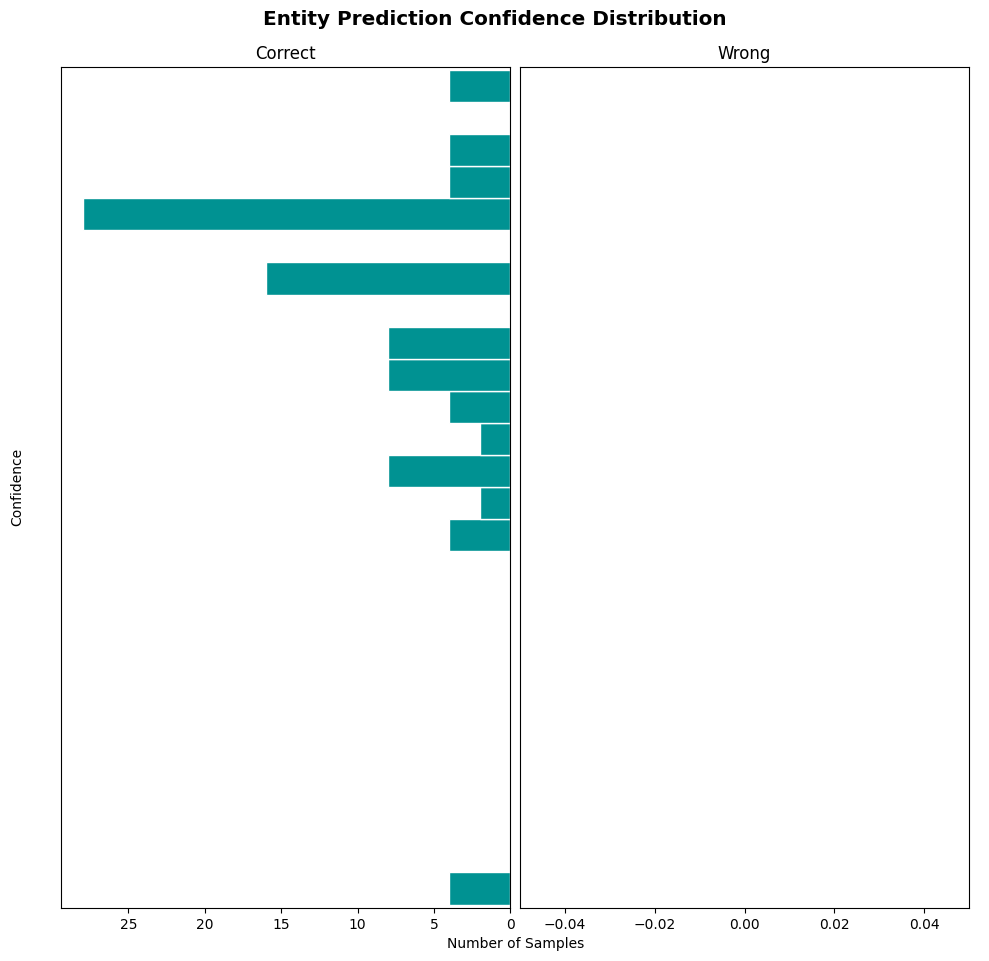 Entity Prediction Confidence Distribution
Correct
Wrong
Confidence
25 20 15 10 5 0
−0.04 −0.02 0.00 0.02 0.04
Number of Samples